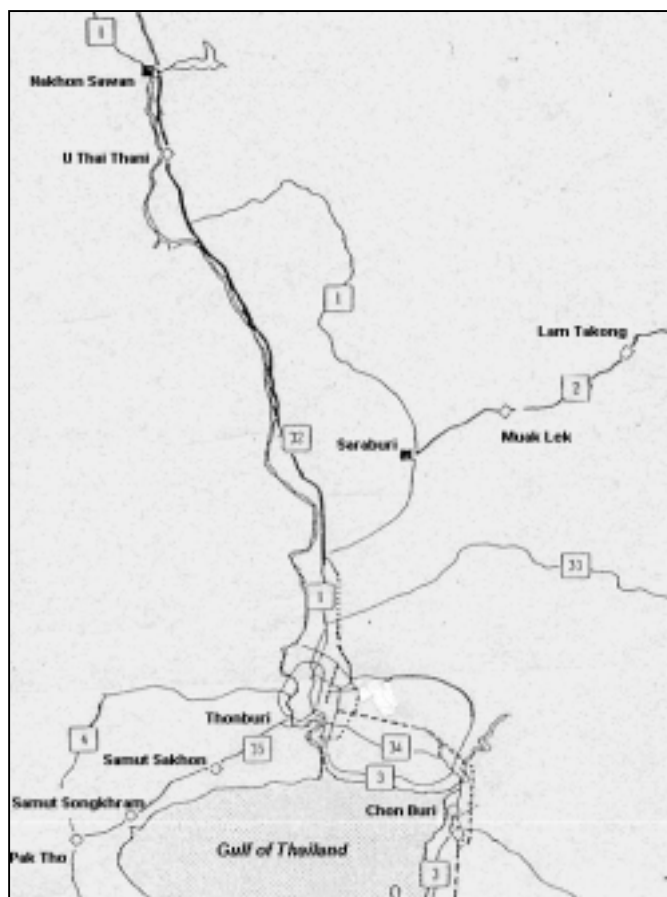 1
Nakhon Sawan
U Thai Thani
1
Lam Takong
2
32
Saraburi
Muak Lek
33
1
Thonburi
4
35
34
Samut Sakhon
3
Samut Songkhram
Chon Buri
Pak Tho
Gulf of Thailand
3